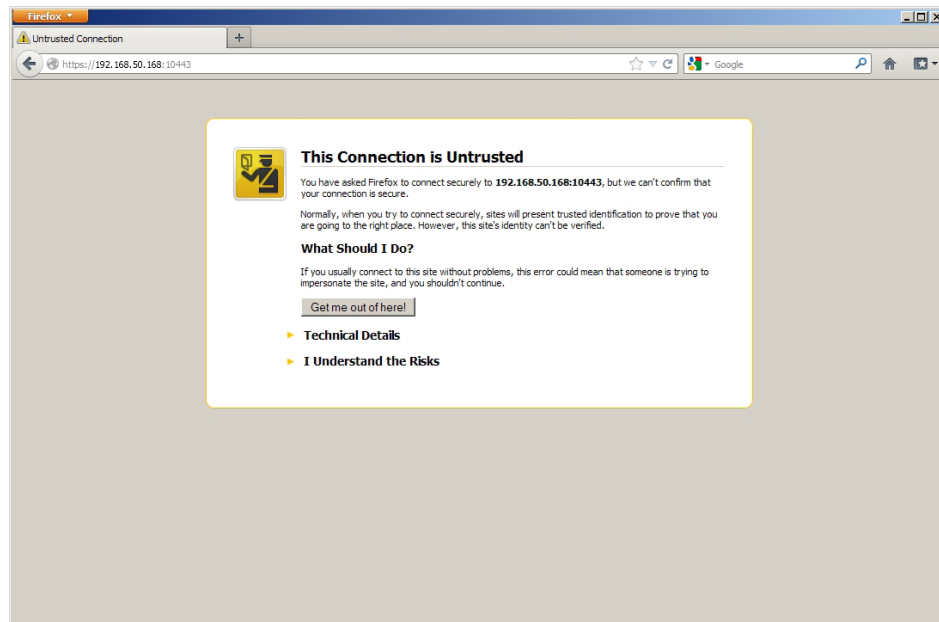 Firefox
Untrusted Connection
+
https://192.168.50.168:10443
Google
This Connection is Untrusted
You have asked Firefox to connect securely to 192.168.50.168:10443, but we can't confirm that
your connection is secure.
Normally, when you try to connect securely, sites will present trusted identification to prove that you
are going to the right place. However, this site's identity can't be verified.
What Should I Do?
If you usually connect to this site without problems, this error could mean that someone is trying to
impersonate the site, and you shouldn't continue.
Get me out of here!
Technical Details
I Understand the Risks